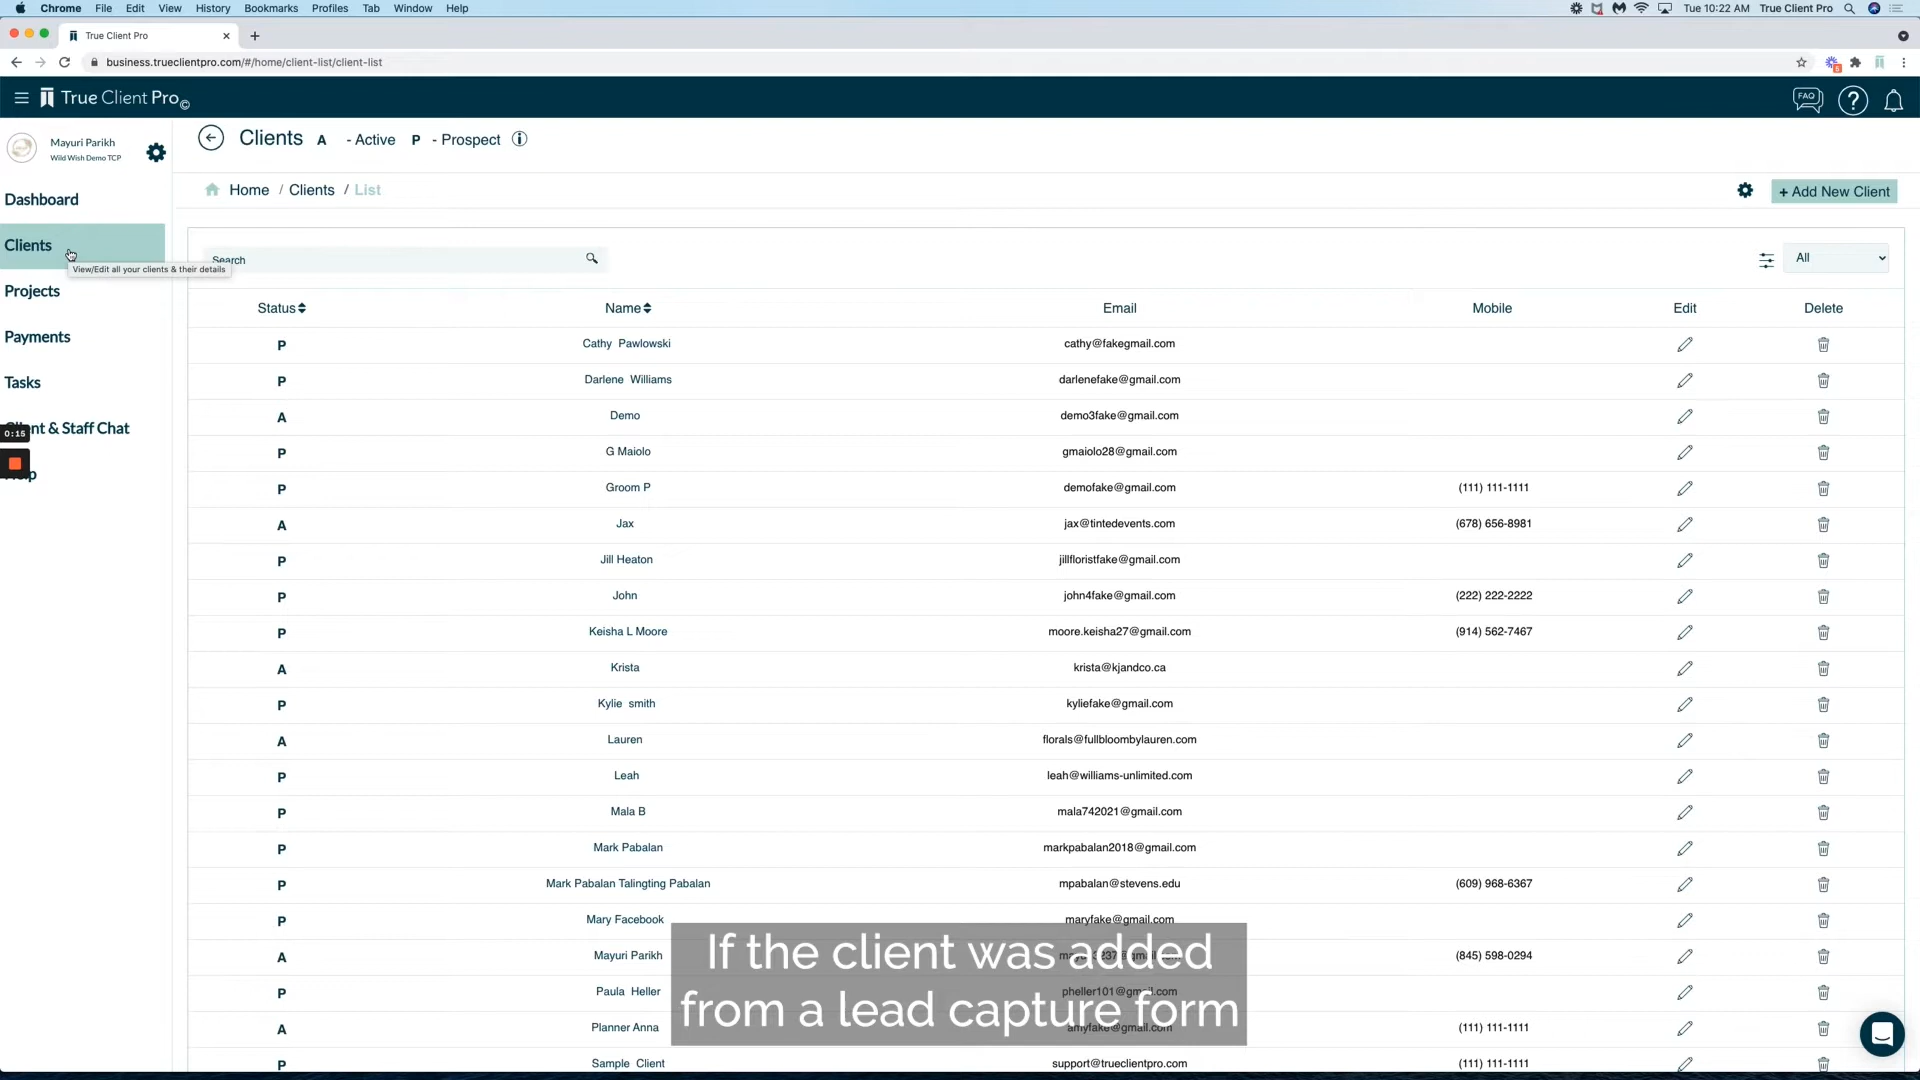 Chrome File Edit View History Bookmarks Profiles Tab Window Help Tue 10:22 AM True Client Pro
True Client Pro
business.trueclientpro.com/#/home/client-list/client-list
5
True Client Pro © FAQ ?
Clients A - Active P - Prospect i
Mayuri Parikh
Wild Wish Demo TCP
Home / Clients / List + Add New Client
Dashboard
Clients
View/Edit all your clients & their details
Projects
Payments
Tasks
nt & Staff Chat
0:15
Search All
Status Name Email Mobile Edit Delete
P Cathy Pawlowski cathy@fakegmail.com
P Darlene Williams darlenefake@gmail.com
A Demo demo3fake@gmail.com
P G Maiolo gmaiolo28@gmail.com
P Groom P demofake@gmail.com (111) 111-1111
A Jax jax@tintedevents.com (678) 656-8981
P Jill Heaton jillfloristfake@gmail.com
P John john4fake@gmail.com (222) 222-2222
P Keisha L Moore moore.keisha27@gmail.com (914) 562-7467
A Krista krista@kjandco.ca
P Kylie smith kyliefake@gmail.com
A Lauren florals@fullbloombylauren.com
P Leah leah@williams-unlimited.com
P Mala B mala742021@gmail.com
P Mark Pabalan markpabalan2018@gmail.com
P Mark Pabalan Talingting Pabalan mpabalan@stevens.edu (609) 968-6367
P Mary Facebook maryfake@gmail.com
A Mayuri Parikh (845) 598-0294
P Paula Heller pheller101@gmail.com
A Planner Anna amyfake@gmail.com (111) 111-1111
P Sample Client support@trueclientpro.com (111) 111-1111
If the client was added
from a lead capture form